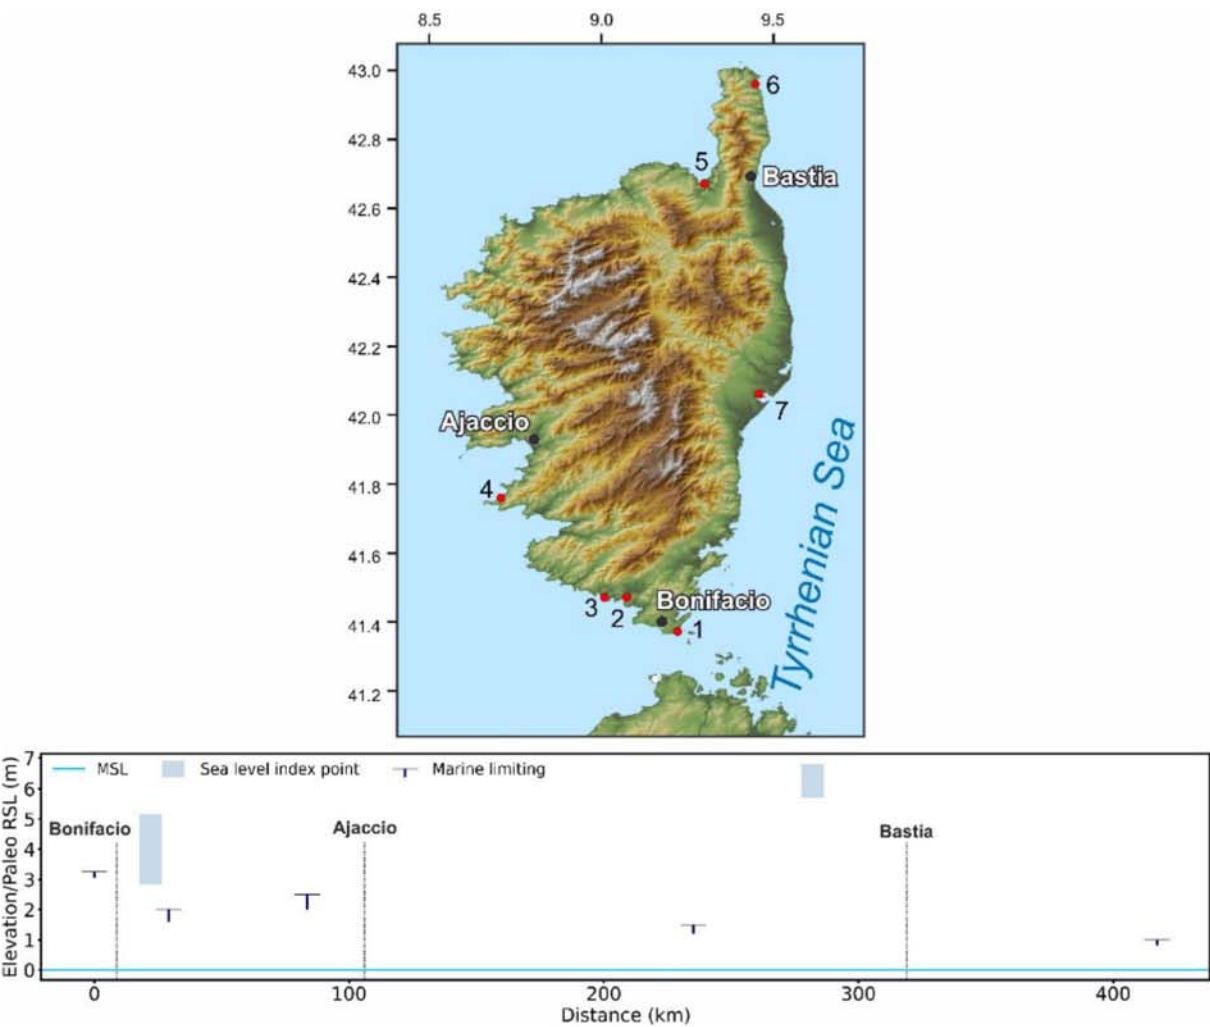 8.5 9.0 9.5
43.0
6
42.8
5
Bastia
42.6
42.4
42.2
42.0
7
Ajaccio
41.8
4
41.6
Bonifacio
3
2
1
41.4
41.2
Tyrrhenian Sea
7
MSL Sea level index point Marine limiting
6
5
Bonifacio Ajaccio Bastia
4
3
2
1
0
Elevation/Paleo RSL (m)
0 100 200 300 400
Distance (km)